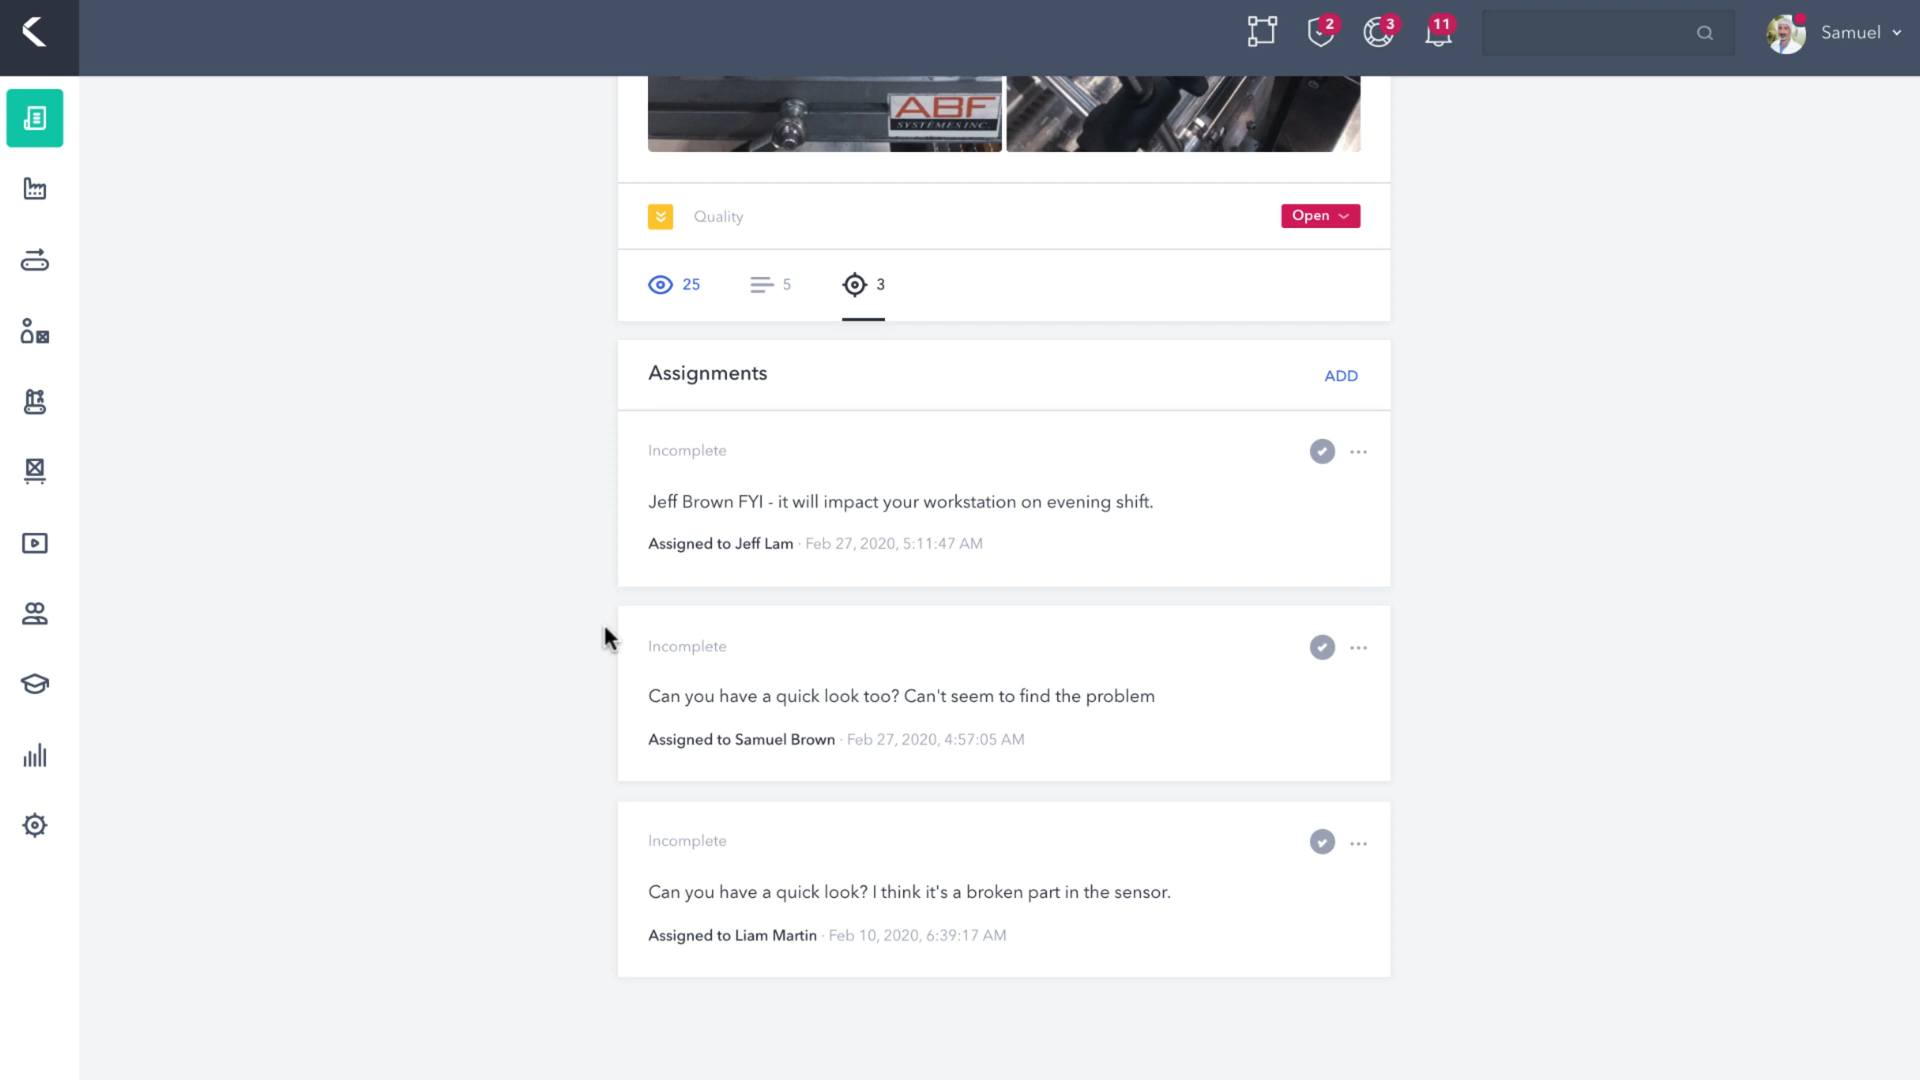 2
3
11
Samuel
ABF
SYSTÈMES INC.
Quality
Open
25
5
3
Assignments
ADD
Incomplete
Jeff Brown FYI - it will impact your workstation on evening shift.
Assigned to Jeff Lam · Feb 27, 2020, 5:11:47 AM
Incomplete
Can you have a quick look too? Can't seem to find the problem
Assigned to Samuel Brown · Feb 27, 2020, 4:57:05 AM
Incomplete
Can you have a quick look? I think it's a broken part in the sensor.
Assigned to Liam Martin · Feb 10, 2020, 6:39:17 AM